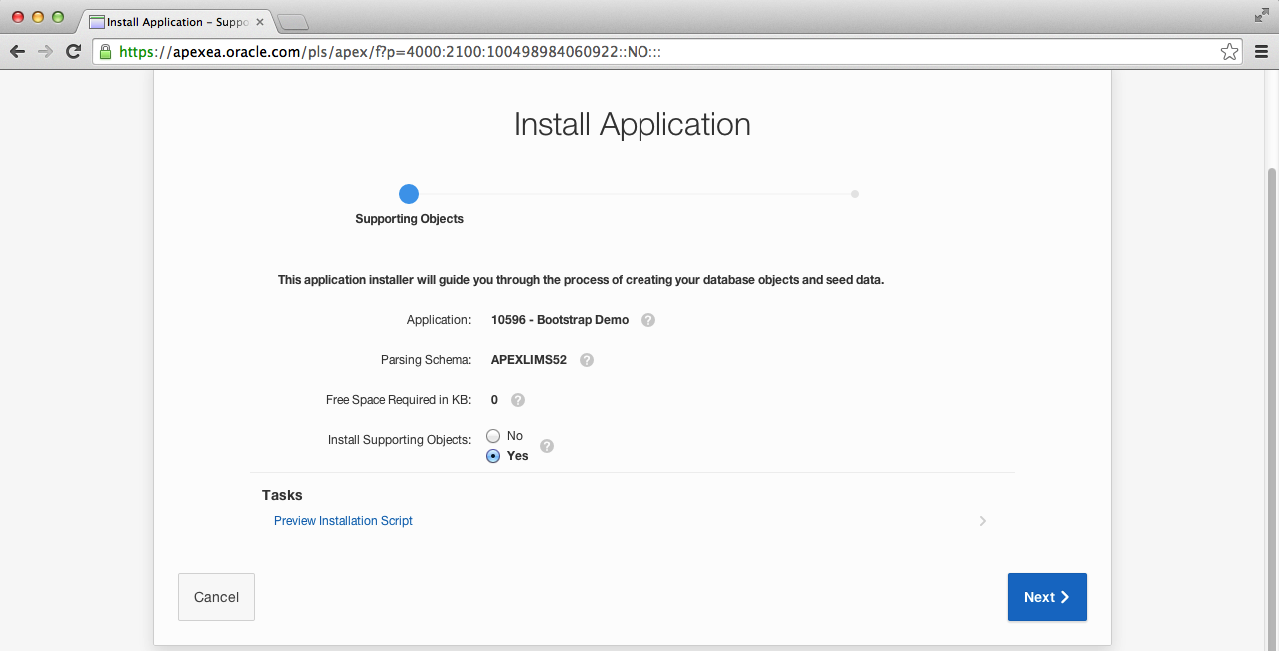 Install Application – Suppo
https://apexea.oracle.com/pls/apex/f?p=4000:2100:100498984060922::NO:::
Install Application
Supporting Objects
This application installer will guide you through the process of creating your database objects and seed data.
Application: 10596 - Bootstrap Demo ?
Parsing Schema: APEXLIMS52 ?
Free Space Required in KB: 0 ?
Install Supporting Objects: No ?
Yes
Tasks
Preview Installation Script
Cancel
Next